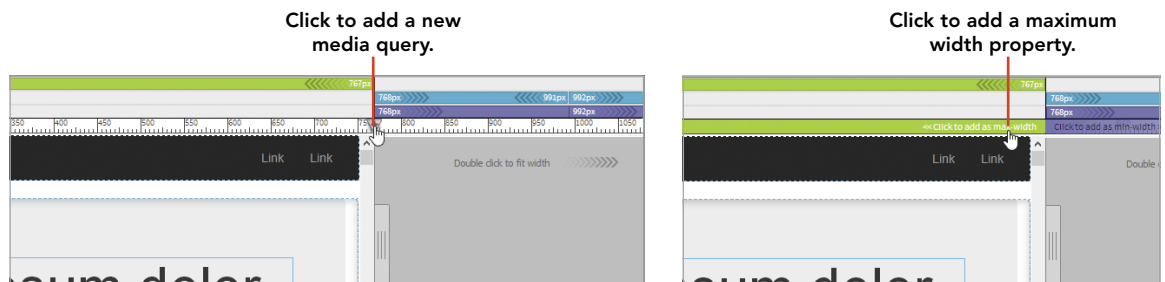 Click to add a new
media query.
767px
768px
991px
992px
768px
992px
350 400 450 500 550 600 650 700 750 800 850 900 950 1000 1050
Link Link
Double click to fit width
Click to add a maximum
width property.
767px
768px
768px
<< Click to add as max-width
Click to add as min-width
Link Link
Double